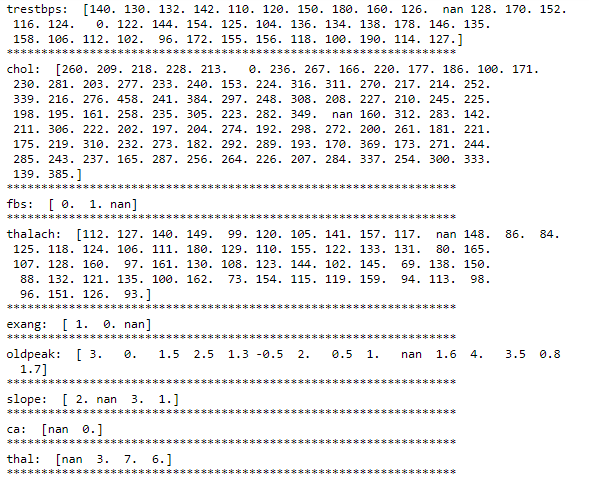 trestbps:  [140. 130. 132. 142. 110. 120. 150. 180. 160. 126.  nan 128. 170. 152.
 116. 124.   0. 122. 144. 154. 125. 104. 136. 134. 138. 178. 146. 135.
 158. 106. 112. 102.  96. 172. 155. 156. 118. 100. 190. 114. 127.]
*****************************************************************
chol:  [260. 209. 218. 228. 213.   0. 236. 267. 166. 220. 177. 186. 100. 171.
 230. 281. 203. 277. 233. 240. 153. 224. 316. 311. 270. 217. 214. 252.
 339. 216. 276. 458. 241. 384. 297. 248. 308. 208. 227. 210. 245. 225.
 198. 195. 161. 258. 235. 305. 223. 282. 349.  nan 160. 312. 283. 142.
 211. 306. 222. 202. 197. 204. 274. 192. 298. 272. 200. 261. 181. 221.
 175. 219. 310. 232. 273. 182. 292. 289. 193. 170. 369. 173. 271. 244.
 285. 243. 237. 165. 287. 256. 264. 226. 207. 284. 337. 254. 300. 333.
 139. 385.]
*****************************************************************
fbs:  [ 0.  1. nan]
*****************************************************************
thalach:  [112. 127. 140. 149.  99. 120. 105. 141. 157. 117.  nan 148.  86.  84.
 125. 118. 124. 106. 111. 180. 129. 110. 155. 122. 133. 131.  80. 165.
 107. 128. 160.  97. 161. 130. 108. 123. 144. 102. 145.  69. 138. 150.
  88. 132. 121. 135. 100. 162.  73. 154. 115. 119. 159.  94. 113.  98.
  96. 151. 126.  93.]
*****************************************************************
exang:  [ 1.  0. nan]
*****************************************************************
oldpeak:  [ 3.   0.   1.5  2.5  1.3 -0.5  2.   0.5  1.   nan  1.6  4.   3.5  0.8
  1.7]
*****************************************************************
slope:  [ 2. nan  3.  1.]
*****************************************************************
ca:  [nan  0.]
*****************************************************************
thal:  [nan  3.  7.  6.]
*****************************************************************